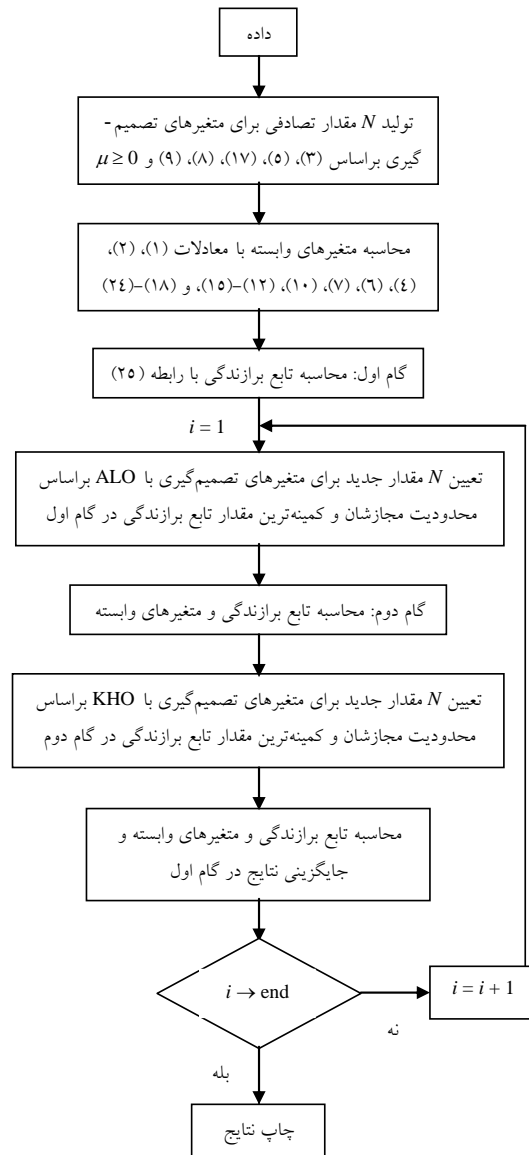 داده
تولید N مقدار تصادفی برای متغیرهای تصمیم-
گیری براساس (۳)، (۵)، (۱۷)، (۸)، (۹) و μ ≥ 0
محاسبه متغیرهای وابسته با معادلات (۱)، (۲)،
(٤)، (٦)، (۷)، (۱۰)، (۱۲)-(۱۵)، و (۱۸)-(۲٤)
گام اول: محاسبه تابع برازندگی با رابطه (۲۵)
i = 1
تعیین N مقدار جدید برای متغیرهای تصمیم‌گیری با ALO براساس
محدودیت مجازشان و کمینه‌ترین مقدار تابع برازندگی در گام اول
گام دوم: محاسبه تابع برازندگی و متغیرهای وابسته
تعیین N مقدار جدید برای متغیرهای تصمیم‌گیری با KHO براساس
محدودیت مجازشان و کمینه‌ترین مقدار تابع برازندگی در گام دوم
محاسبه تابع برازندگی و متغیرهای وابسته و
جایگزینی نتایج در گام اول
i → end
i = i + 1
نه
بله
چاپ نتایج